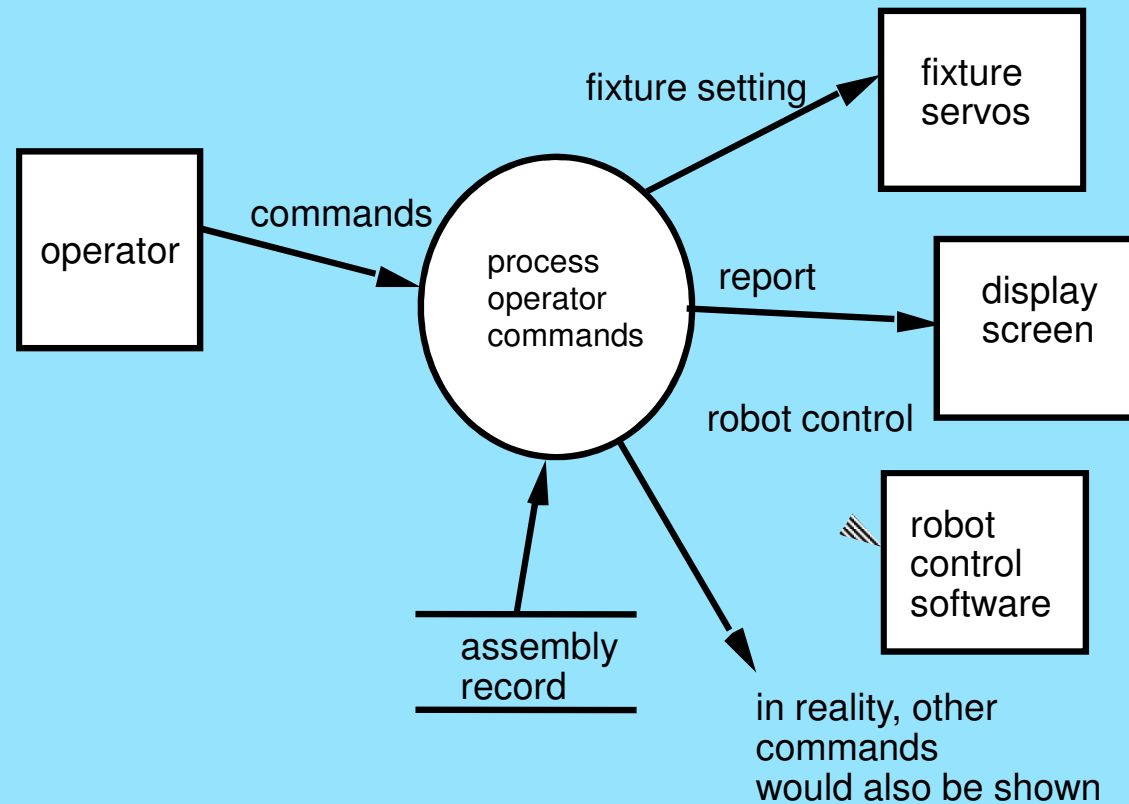 fixture setting
fixture
servos
operator
commands
process
operator
commands
report
display
screen
robot control
robot
control
software
assembly
record
in reality, other
commands
would also be shown